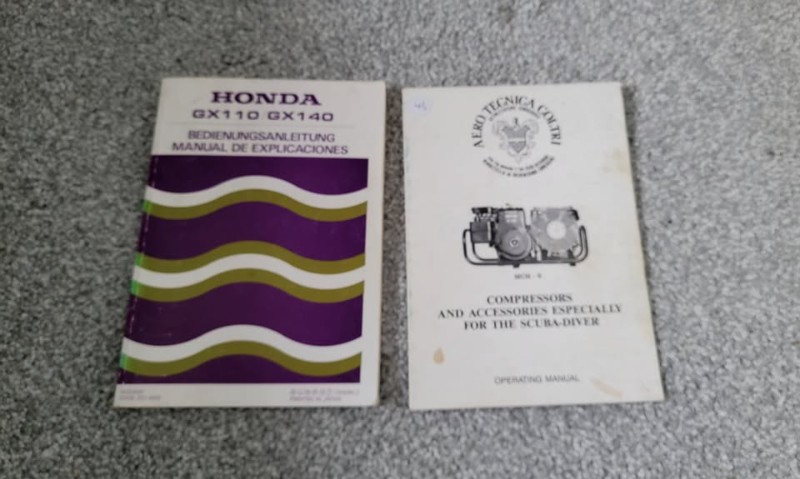 HONDA
GX110 GX140
BEDIENUNGSANLEITUNG
MANUAL DE EXPLICACIONES
AERO TECNICA COLTRI
MCH - 6
COMPRESSORS
AND ACCESSORIES ESPECIALLY
FOR THE SCUBA-DIVER
OPERATING MANUAL